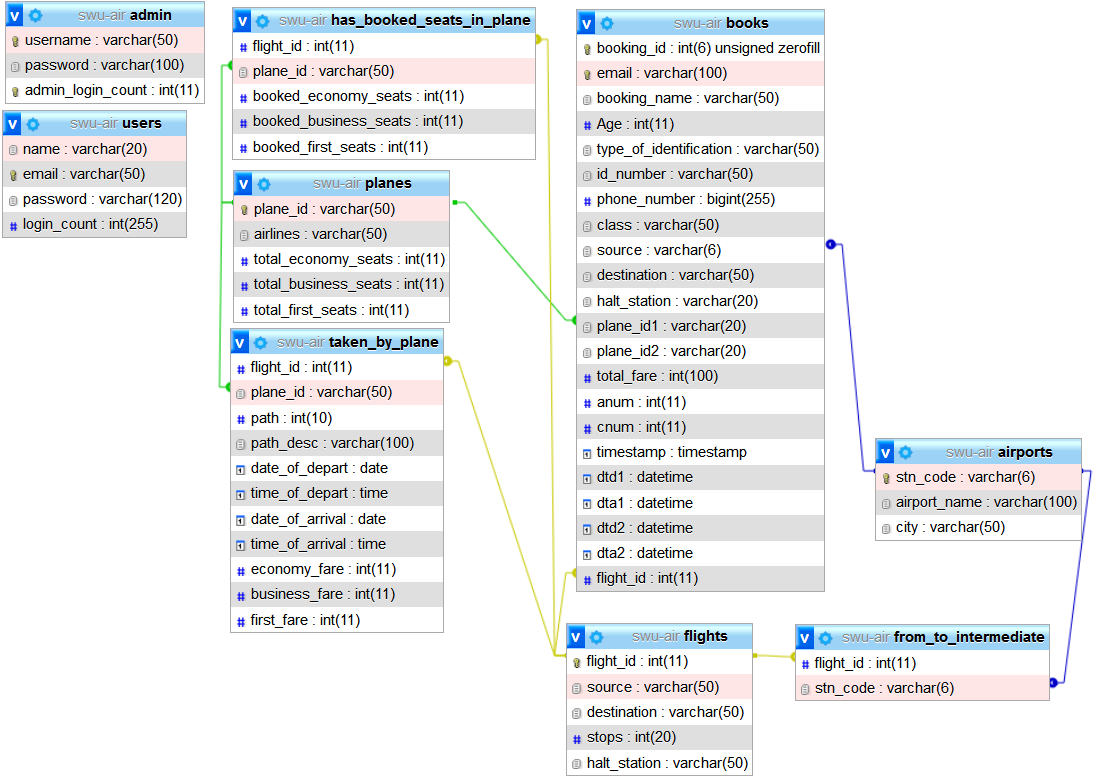 swu-air admin
username : varchar(50)
password : varchar(100)
admin_login_count : int(11)
swu-air users
name : varchar(20)
email : varchar(50)
password : varchar(120)
login_count : int(255)
swu-air has_booked_seats_in_plane
flight_id : int(11)
plane_id : varchar(50)
booked_economy_seats : int(11)
booked_business_seats : int(11)
booked_first_seats : int(11)
swu-air planes
plane_id : varchar(50)
airlines : varchar(50)
total_economy_seats : int(11)
total_business_seats : int(11)
total_first_seats : int(11)
swu-air taken_by_plane
flight_id : int(11)
plane_id : varchar(50)
path : int(10)
path_desc : varchar(100)
date_of_depart : date
time_of_depart : time
date_of_arrival : date
time_of_arrival : time
economy_fare : int(11)
business_fare : int(11)
first_fare : int(11)
swu-air books
booking_id : int(6) unsigned zerofill
email : varchar(100)
booking_name : varchar(50)
Age : int(11)
type_of_identification : varchar(50)
id_number : varchar(50)
phone_number : bigint(255)
class : varchar(50)
source : varchar(6)
destination : varchar(50)
halt_station : varchar(20)
plane_id1 : varchar(20)
plane_id2 : varchar(20)
total_fare : int(100)
anum : int(11)
cnum : int(11)
timestamp : timestamp
dtd1 : datetime
dta1 : datetime
dtd2 : datetime
dta2 : datetime
flight_id : int(11)
swu-air flights
flight_id : int(11)
source : varchar(50)
destination : varchar(50)
stops : int(20)
halt_station : varchar(50)
swu-air airports
stn_code : varchar(6)
airport_name : varchar(100)
city : varchar(50)
swu-air from_to_intermediate
flight_id : int(11)
stn_code : varchar(6)